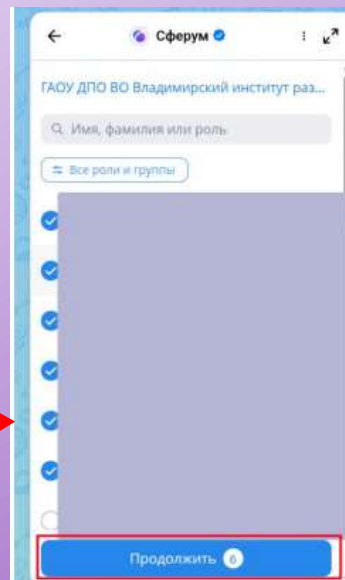 Сферум
ГАОУ ДПО ВО Владимирский институт раз...
Имя, фамилия или роль
Все роли и группы
Продолжить 6